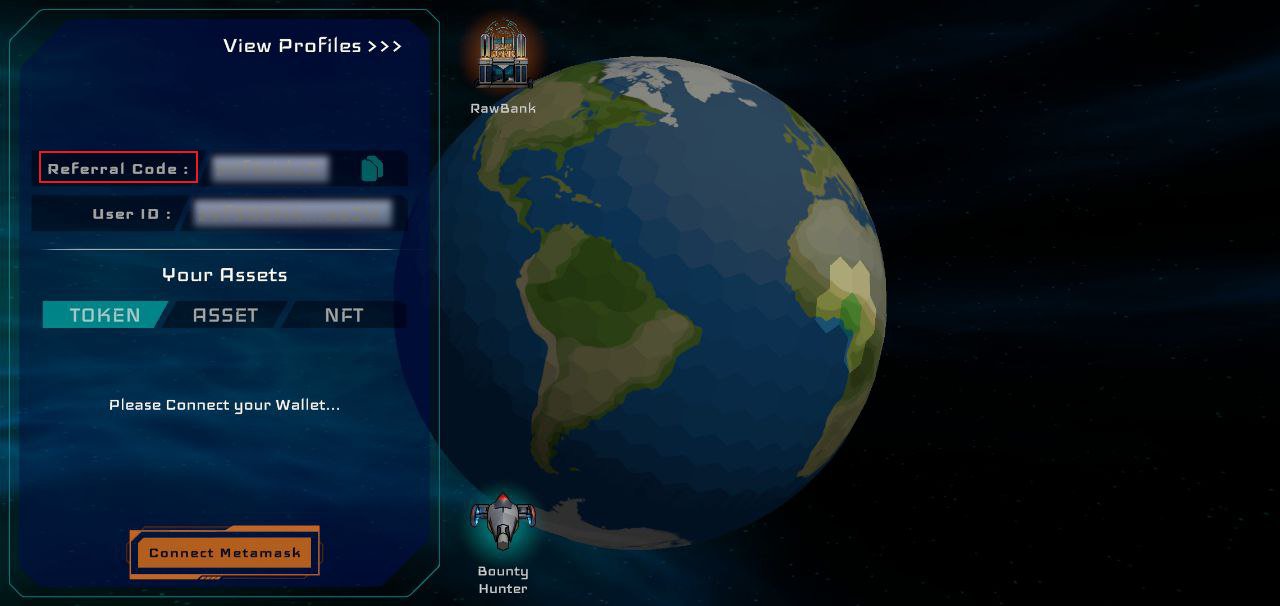 View Profiles >>>
RawBank
Referral Code :
User ID :
Your Assets
TOKEN ASSET NFT
Please Connect your Wallet...
Connect Metamask
Bounty
Hunter